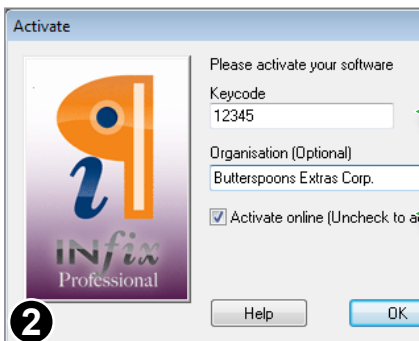 Activate
Please activate your software
Keycode
12345
Organisation (Optional)
Butterspoons Extras Corp.
Activate online (Uncheck to
INfix
Professional
Help
OK
2